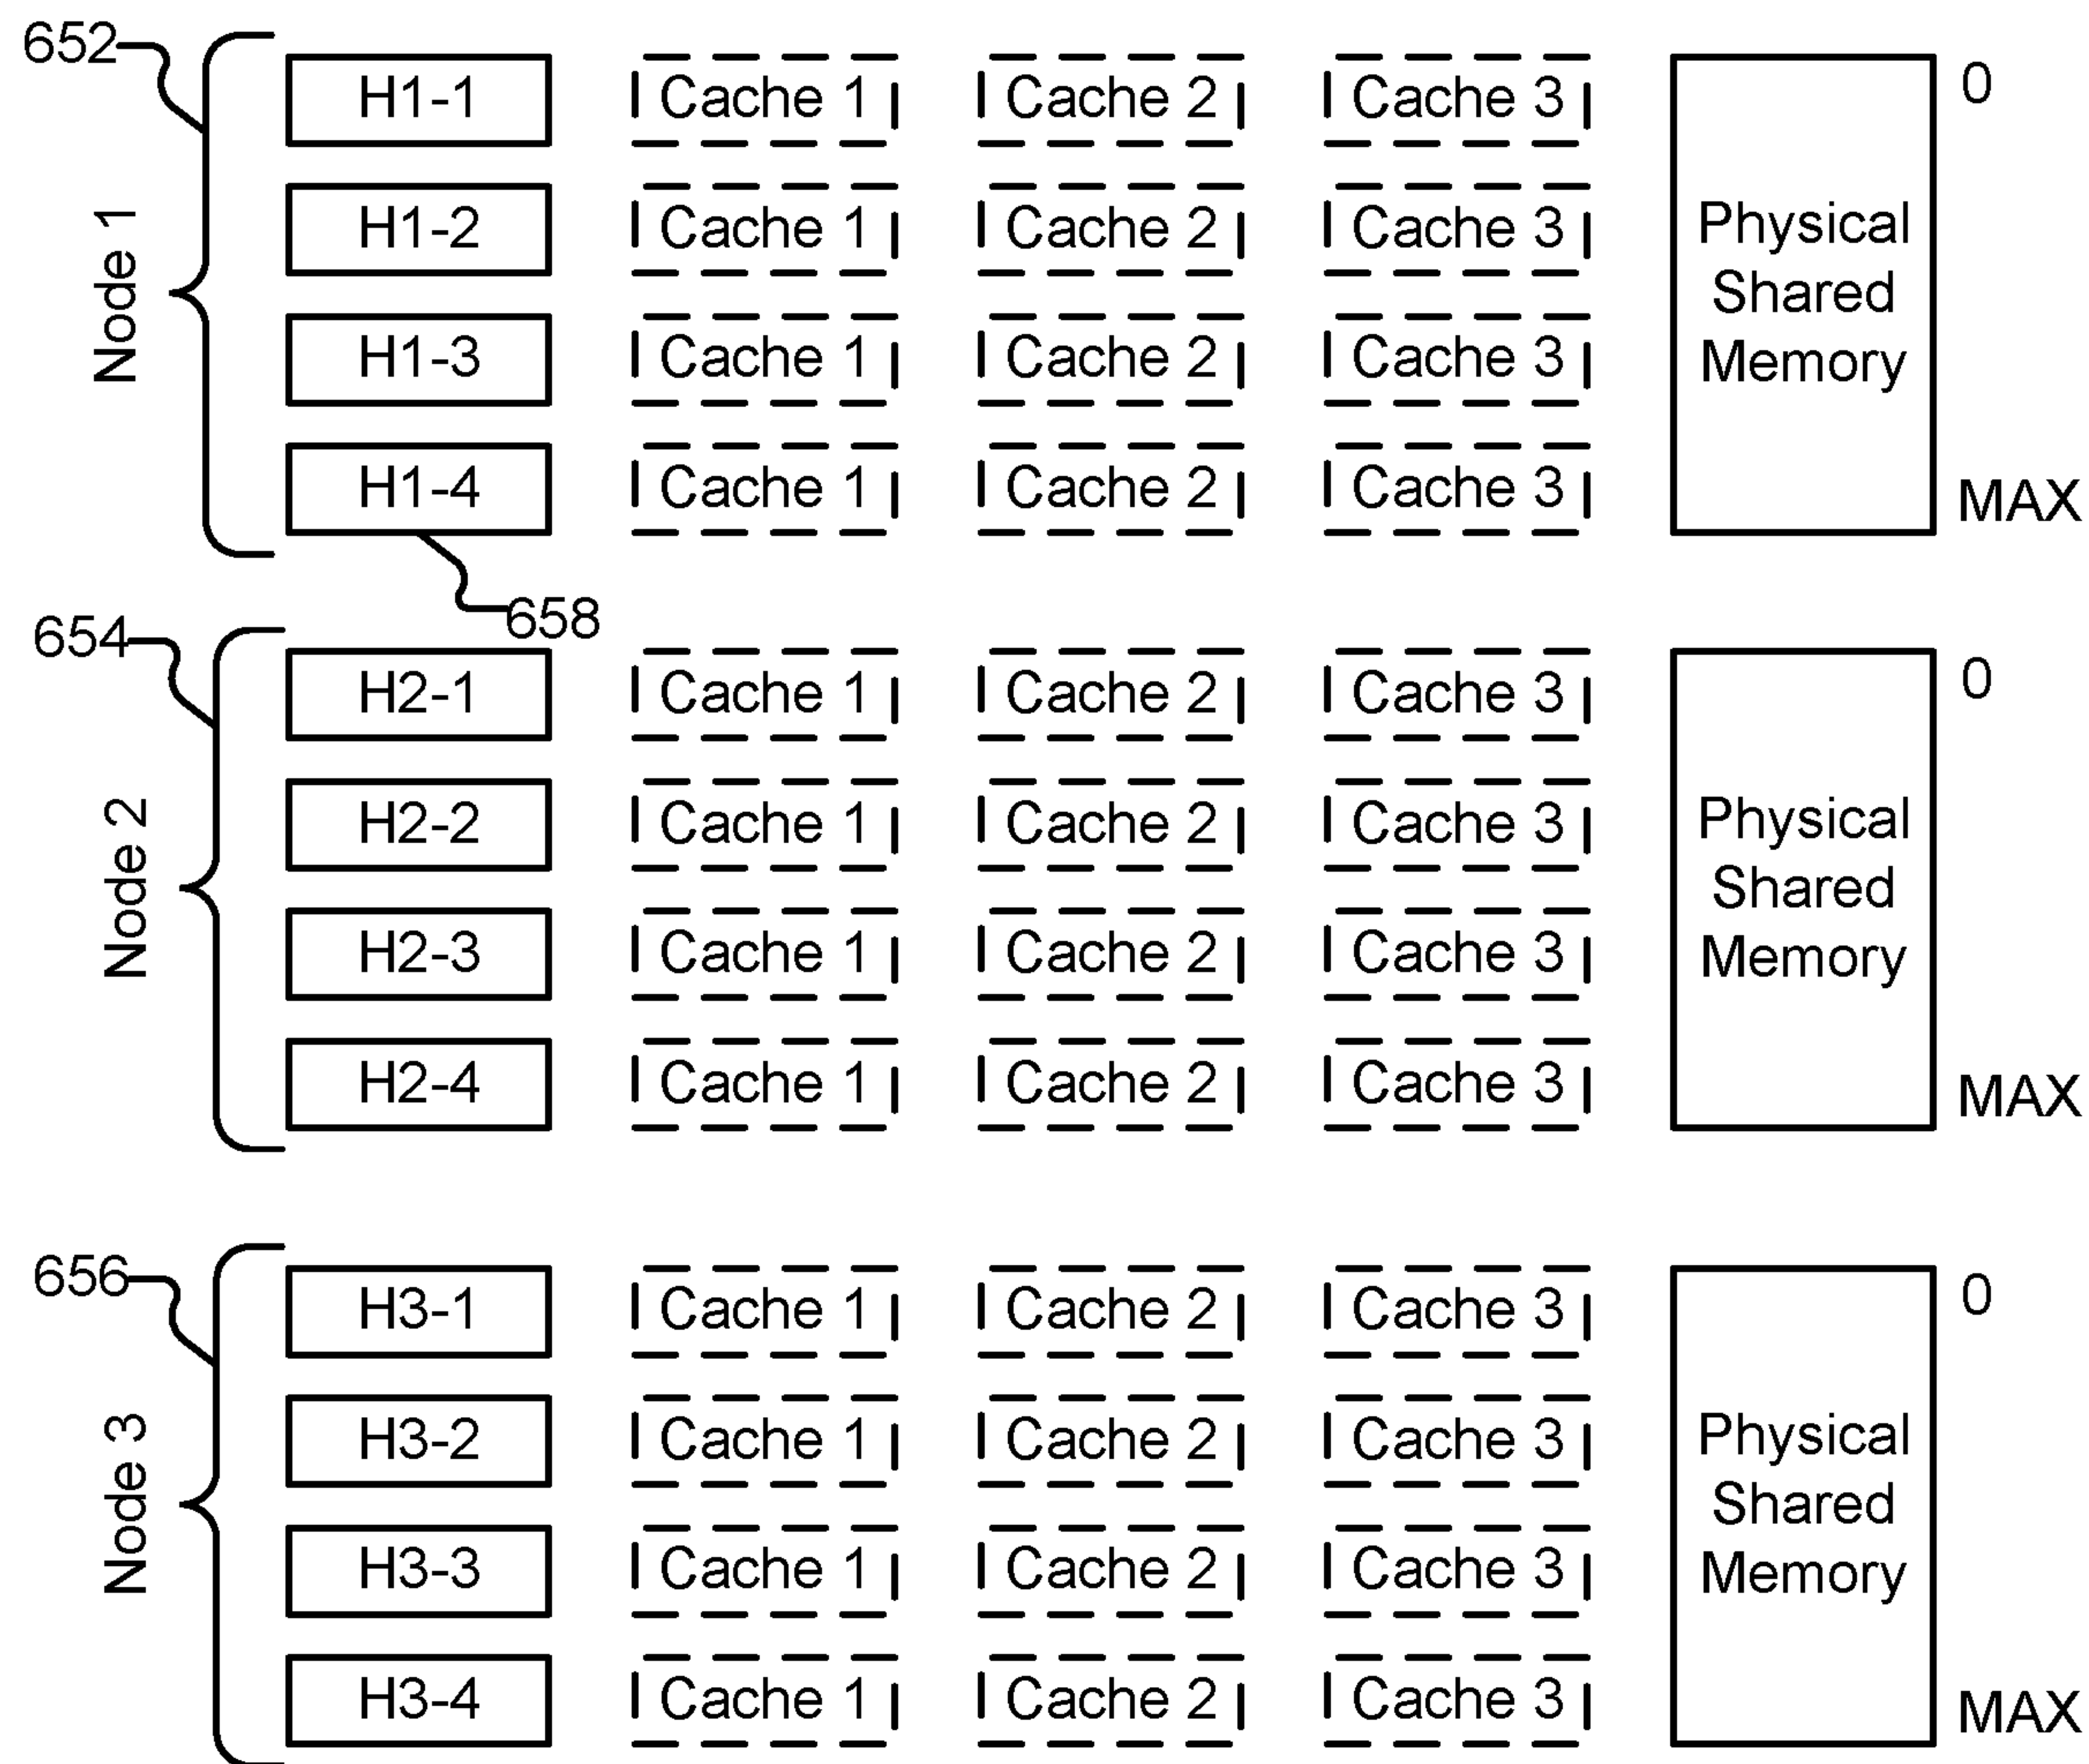 652
Node 1
H1-1 Cache 1 Cache 2 Cache 3 0
H1-2 Cache 1 Cache 2 Cache 3
H1-3 Cache 1 Cache 2 Cache 3
H1-4 Cache 1 Cache 2 Cache 3 MAX
Physical
Shared
Memory
658
654
Node 2
H2-1 Cache 1 Cache 2 Cache 3 0
H2-2 Cache 1 Cache 2 Cache 3
H2-3 Cache 1 Cache 2 Cache 3
H2-4 Cache 1 Cache 2 Cache 3 MAX
Physical
Shared
Memory
656
Node 3
H3-1 Cache 1 Cache 2 Cache 3 0
H3-2 Cache 1 Cache 2 Cache 3
H3-3 Cache 1 Cache 2 Cache 3
H3-4 Cache 1 Cache 2 Cache 3 MAX
Physical
Shared
Memory